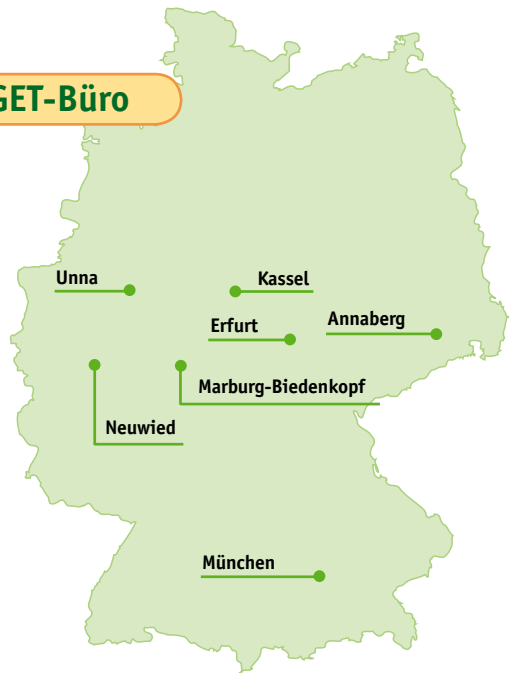 GET-Büro
Unna
Kassel
Erfurt
Annaberg
Marburg-Biedenkopf
Neuwied
München